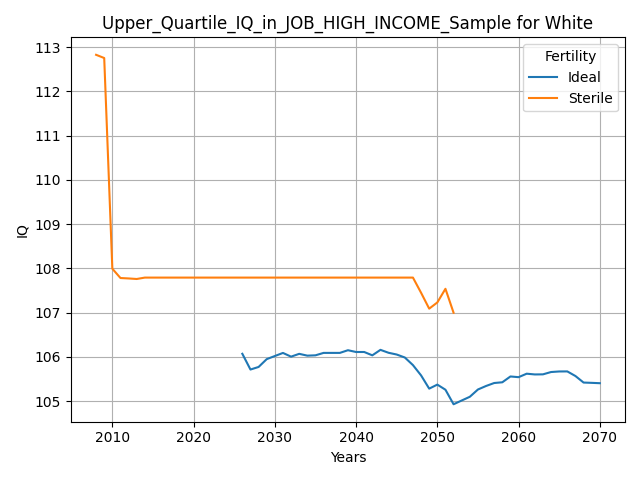 Upper_Quartile_IQ_in_JOB_HIGH_INCOME_Sample for White
113
112
111
110
109
108
107
106
105
IQ
Fertility
Ideal
Sterile
2010 2020 2030 2040 2050 2060 2070
Years